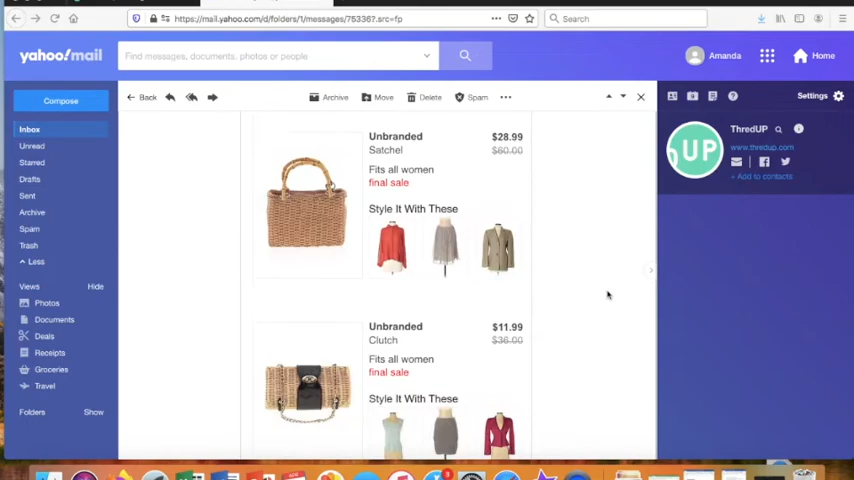 https://mail.yahoo.com/d/folders/1/messages/75336?.src=fp
Search
yahoo!mail
Find messages, documents, photos or people
Amanda
Home
Compose
Back
Archive
Move
Delete
Spam
Settings
Inbox
Unread
Starred
Drafts
Sent
Archive
Spam
Trash
Less
Views Hide
Photos
Documents
Deals
Receipts
Groceries
Travel
Folders Show
Unbranded $28.99
Satchel $60.00
Fits all women
final sale
Style It With These
Unbranded $11.99
Clutch $36.00
Fits all women
final sale
Style It With These
UP
ThredUP
www.thredup.com
+ Add to contacts
3